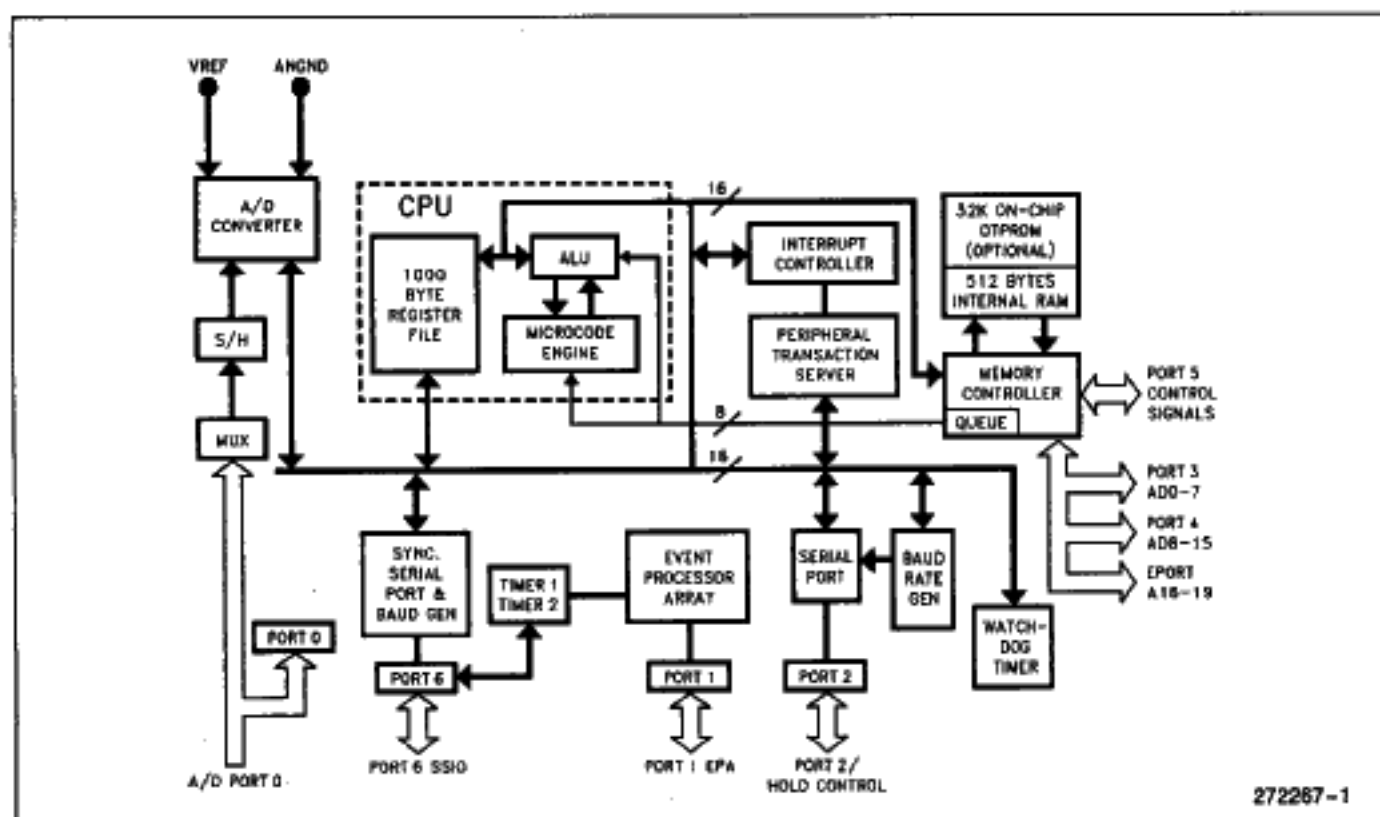 VREF
ANGND
A/D
CONVERTER
S/H
MUX
PORT 0
A/D PORT 0
CPU
1000
BYTE
REGISTER
FILE
ALU
MICROCODE
ENGINE
16
8
16
INTERRUPT
CONTROLLER
PERIPHERAL
TRANSACTION
SERVER
32K ON-CHIP
OTPROM
(OPTIONAL)
512 BYTES
INTERNAL RAM
MEMORY
CONTROLLER
QUEUE
PORT 5
CONTROL
SIGNALS
PORT 3
AD0-7
PORT 4
AD8-15
EPORT
A16-19
SYNC.
SERIAL
PORT &
BAUD GEN
TIMER 1
TIMER 2
EVENT
PROCESSOR
ARRAY
SERIAL
PORT
BAUD
RATE
GEN
WATCH-
DOG
TIMER
PORT 6
PORT 1
PORT 2
PORT 6 SSIO
PORT 1 EPA
PORT 2/
HOLD CONTROL
272267-1